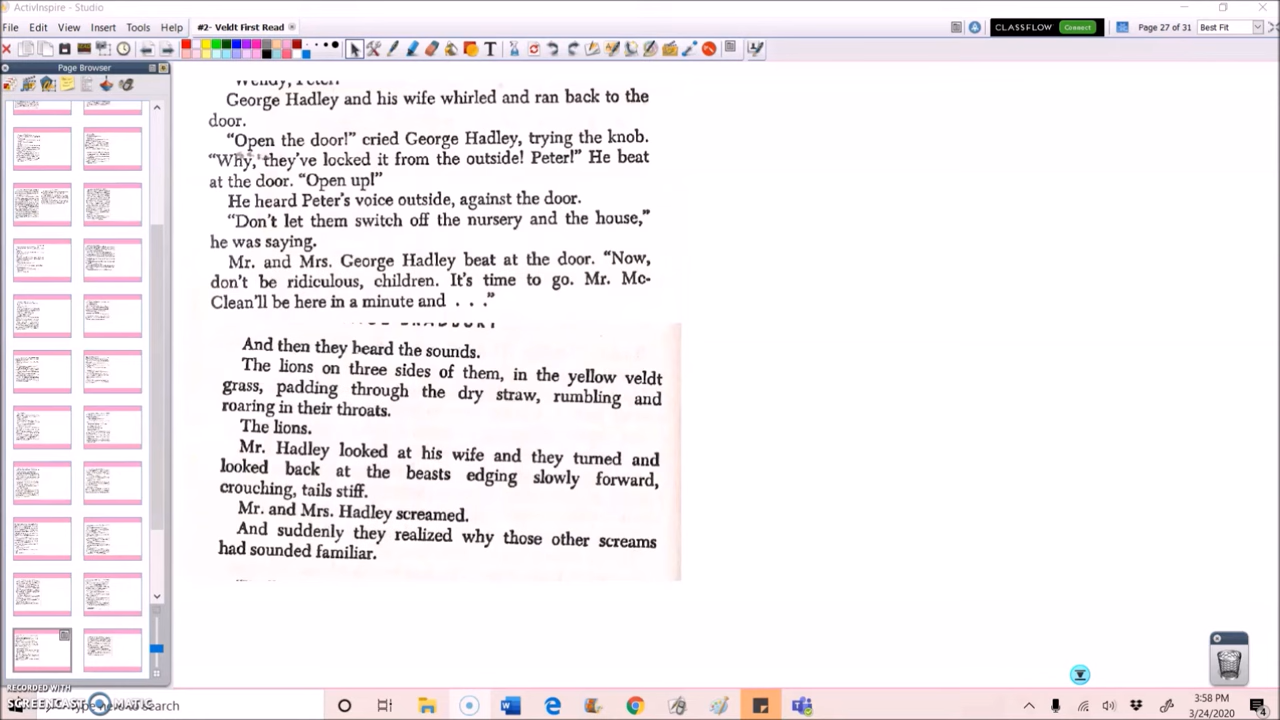 ActivInspire - Studio
File Edit View Insert Tools Help #2- Veldt First Read
CLASSFLOW Connect Page 27 of 31 Best Fit
Page Browser
Wendy, Peter!
George Hadley and his wife whirled and ran back to the
door.
“Open the door!” cried George Hadley, trying the knob.
“Why, they’ve locked it from the outside! Peter!” He beat
at the door. “Open up!”
He heard Peter’s voice outside, against the door.
“Don’t let them switch off the nursery and the house,”
he was saying.
Mr. and Mrs. George Hadley beat at the door. “Now,
don’t be ridiculous, children. It’s time to go. Mr. Mc-
Clean’ll be here in a minute and . . .”
And then they heard the sounds.
The lions on three sides of them, in the yellow veldt
grass, padding through the dry straw, rumbling and
roaring in their throats.
The lions.
Mr. Hadley looked at his wife and they turned and
looked back at the beasts edging slowly forward,
crouching, tails stiff.
Mr. and Mrs. Hadley screamed.
And suddenly they realized why those other screams
had sounded familiar.
RECORDED WITH
SCREENCAST MATIC
Type here to search
3:58 PM
3/24/2020